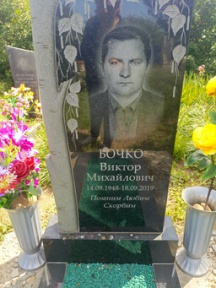 БОЧКО
Виктор
Михайлович
14.09.1948-18.09.2019
Помним Любим
Скорбим